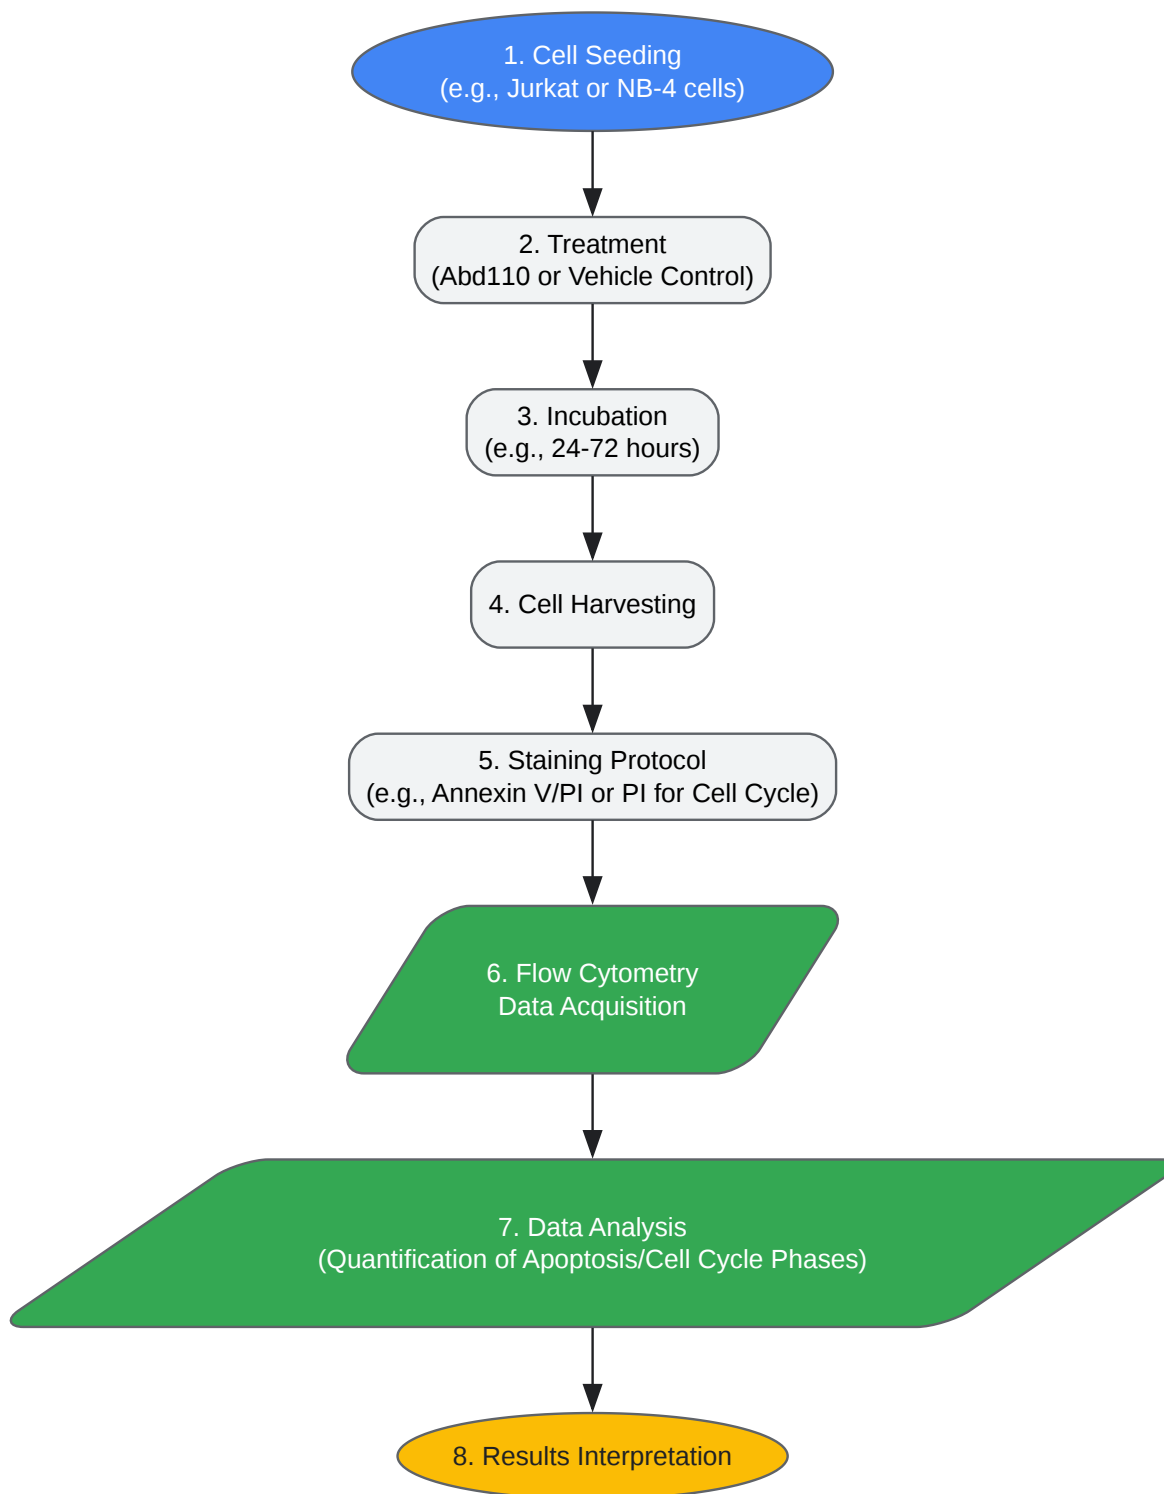 1. Cell Seeding
(e.g., Jurkat or NB-4 cells)
2. Treatment
(Abd110 or Vehicle Control)
3. Incubation
(e.g., 24-72 hours)
4. Cell Harvesting
5. Staining Protocol
(e.g., Annexin V/PI or PI for Cell Cycle)
6. Flow Cytometry
Data Acquisition
7. Data Analysis
(Quantification of Apoptosis/Cell Cycle Phases)
8. Results Interpretation